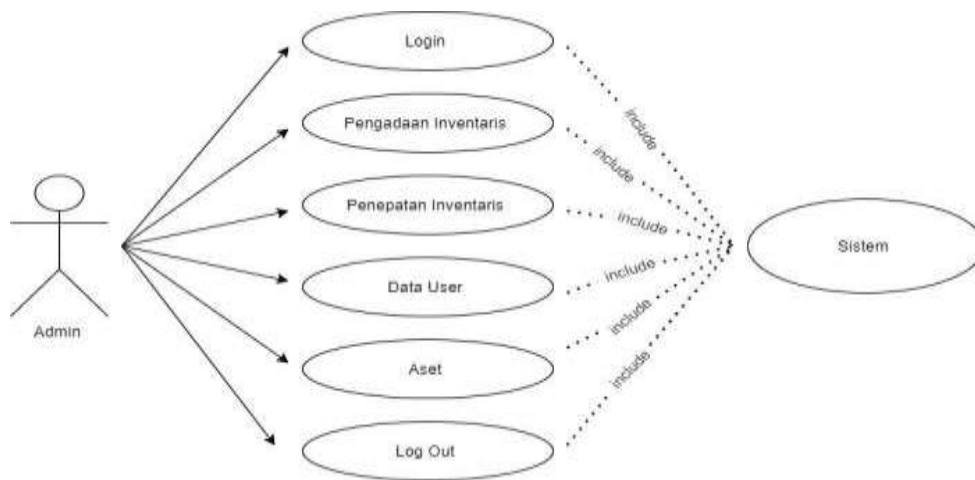 Login
Pengadaan Inventaris
Penepatan Inventaris
Data User
Aset
Log Out
Admin
include
include
include
include
include
include
Sistem